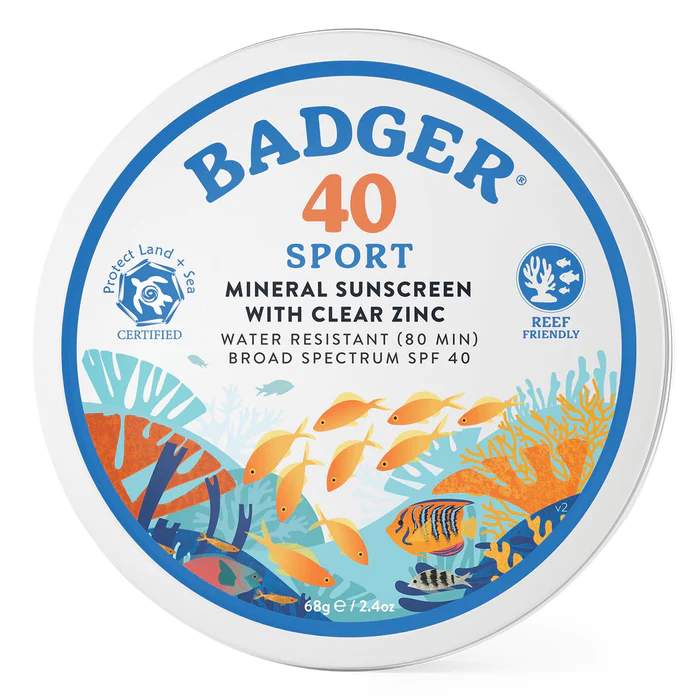 BADGER®
40
SPORT
MINERAL SUNSCREEN
WITH CLEAR ZINC
WATER RESISTANT (80 MIN)
BROAD SPECTRUM SPF 40
Protect Land + Sea
CERTIFIED
REEF
FRIENDLY
v2
68g e / 2.4oz